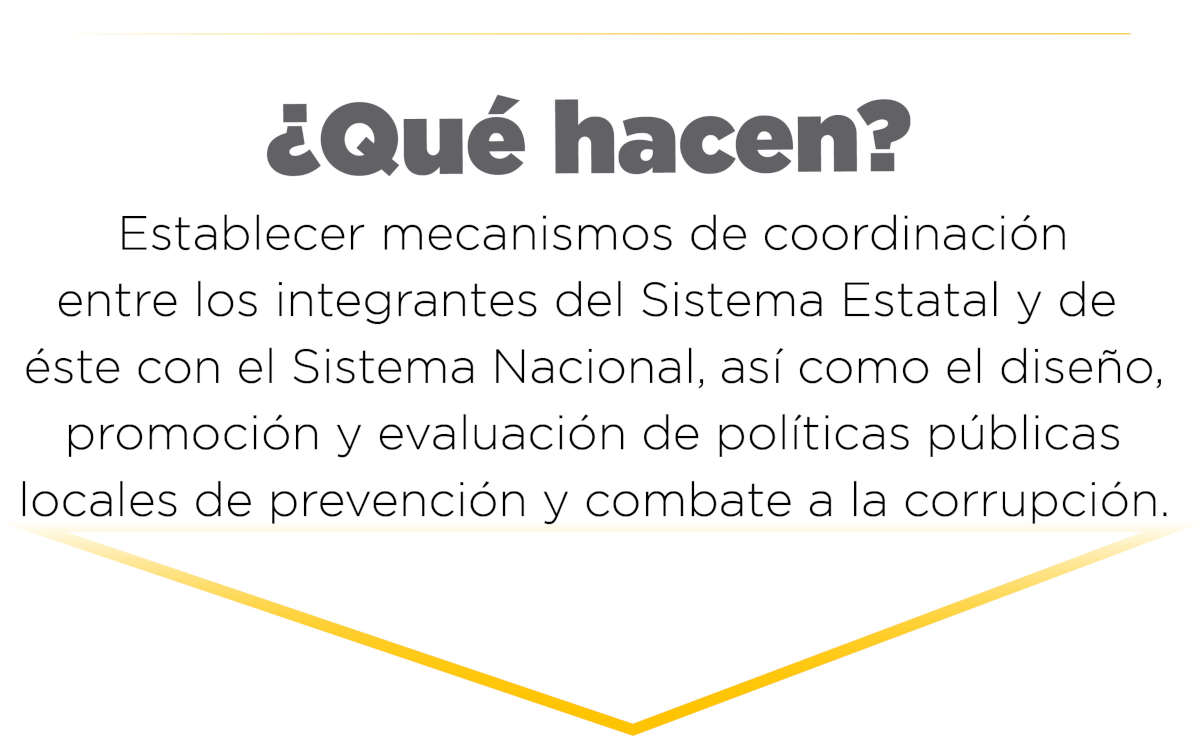 ¿Qué hacen?
Establecer mecanismos de coordinación
entre los integrantes del Sistema Estatal y de
éste con el Sistema Nacional, así como el diseño,
promoción y evaluación de políticas públicas
locales de prevención y combate a la corrupción.